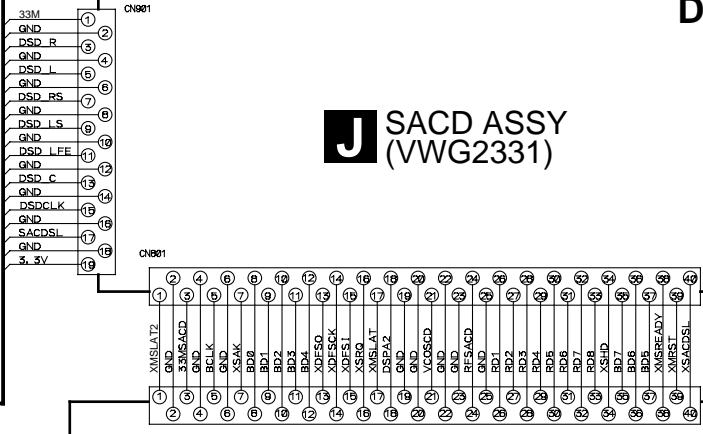 D
CN901
33M 1
GND 2
DSD R 3
GND 4
DSD L 5
GND 6
DSD RS 7
GND 8
DSD LS 9
GND 10
DSD LFE 11
GND 12
DSD C 13
GND 14
DSDCLK 15
GND 16
SACDSL 17
GND 18
3. 3V 19
J SACD ASSY
(VWG2331)
CN801
2 4 6 8 10 12 14 16 18 20 22 24 26 28 30 32 34 36 38 40
1 3 5 7 9 11 13 15 17 19 21 23 25 27 29 31 33 35 37 39
XMSLAT2
GND
33MSACD
GND
BCLK
GND
XSAK
BD0
BD1
BD2
BD3
BD4
XDFSO
XDFSCK
XDFSI
XSRQ
XMSLAT
DSPA2
GND
GND
VCOSCD
GND
GND
RFSACD
GND
RD1
RD2
RD3
RD4
RD5
RD6
RD7
RD8
XSHD
BD7
BD6
BD5
XMSREADY
XMRST
XSACDSL
1 3 5 7 9 11 13 15 17 19 21 23 25 27 29 31 33 35 37 39
2 4 6 8 10 12 14 16 18 20 22 24 26 28 30 32 34 36 38 40